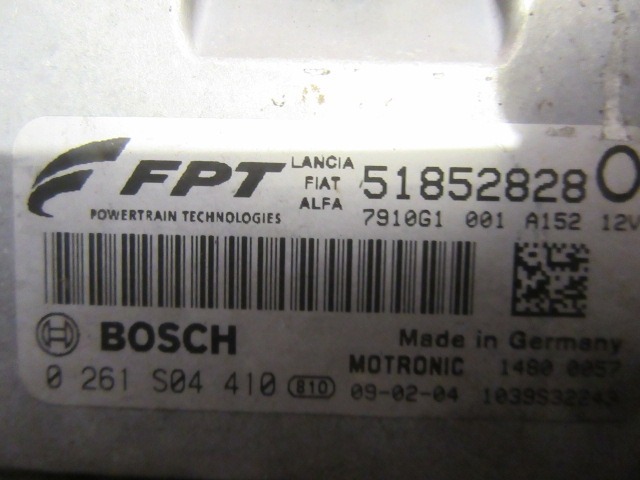 FPT
POWERTRAIN TECHNOLOGIES
LANCIA
FIAT
ALFA
51852828 0
7910G1 001 A152 12V
BOSCH
Made in Germany
MOTRONIC 1480 0057
0 261 S04 410 810 09-02-04 1039S32243